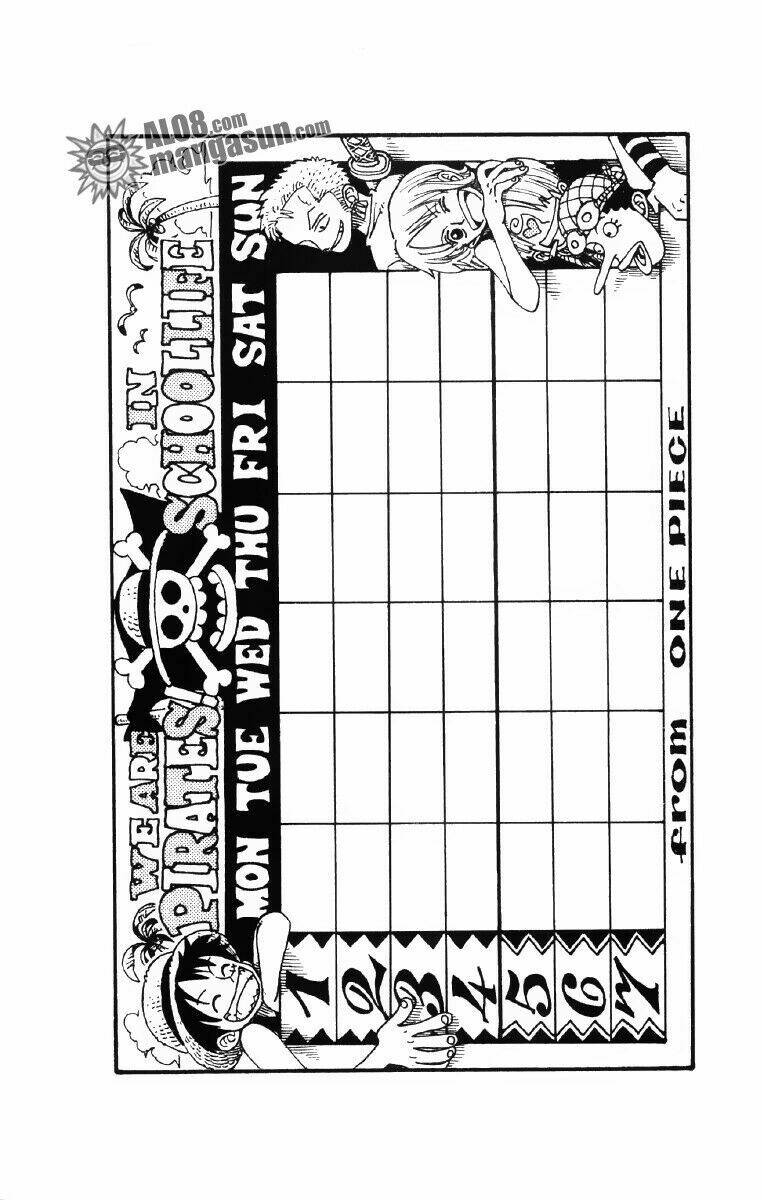 AL08.com
mangasun.com
WE ARE
PIRATES!
IN
SCHOOLLIFE
MON TUE WED THU FRI SAT SUN
1
2
3
4
5
6
7
from ONE PIECE